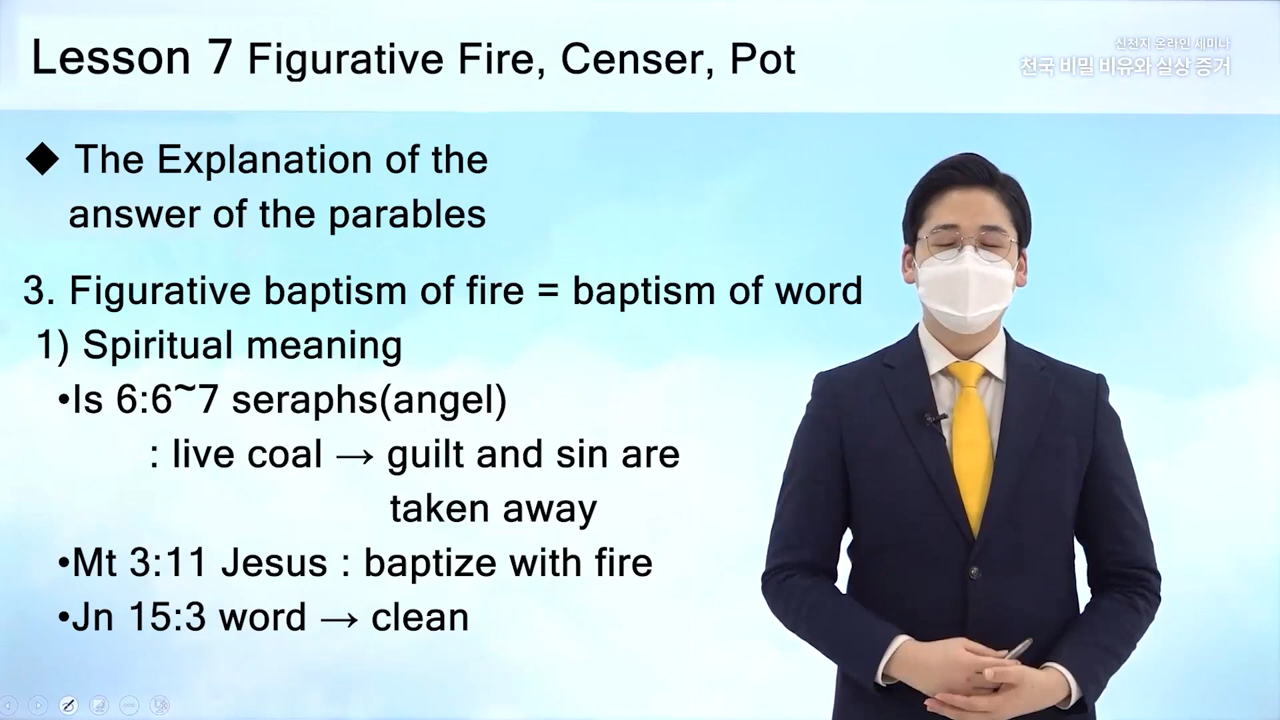 Lesson 7 Figurative Fire, Censer, Pot
신천지 온라인 세미나
천국 비밀 비유와 실상 증거
◆ The Explanation of the
answer of the parables
3. Figurative baptism of fire = baptism of word
1) Spiritual meaning
•Is 6:6~7 seraphs(angel)
: live coal → guilt and sin are
taken away
•Mt 3:11 Jesus : baptize with fire
•Jn 15:3 word → clean